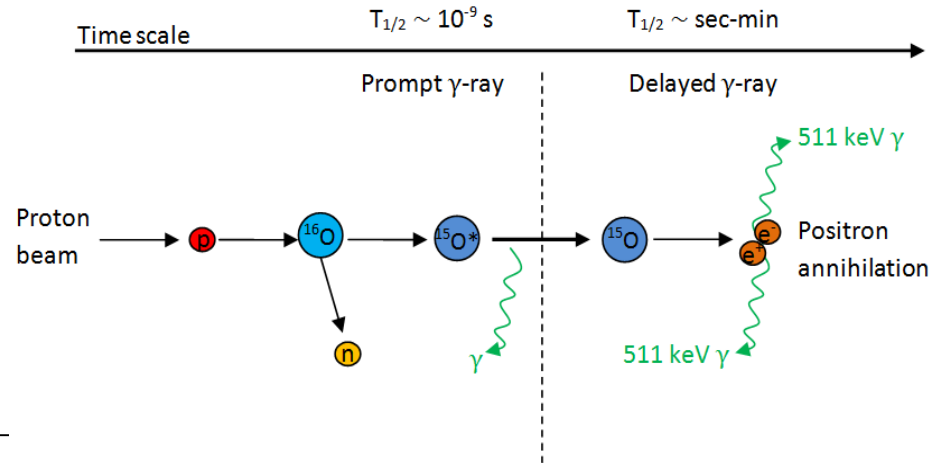 Time scale
T1/2 ~ 10-9 s
T1/2 ~ sec-min
Prompt γ-ray
Delayed γ-ray
511 keV γ
Proton
beam
p
16O
15O*
15O
e-
e+
Positron
annihilation
n
γ
511 keV γ